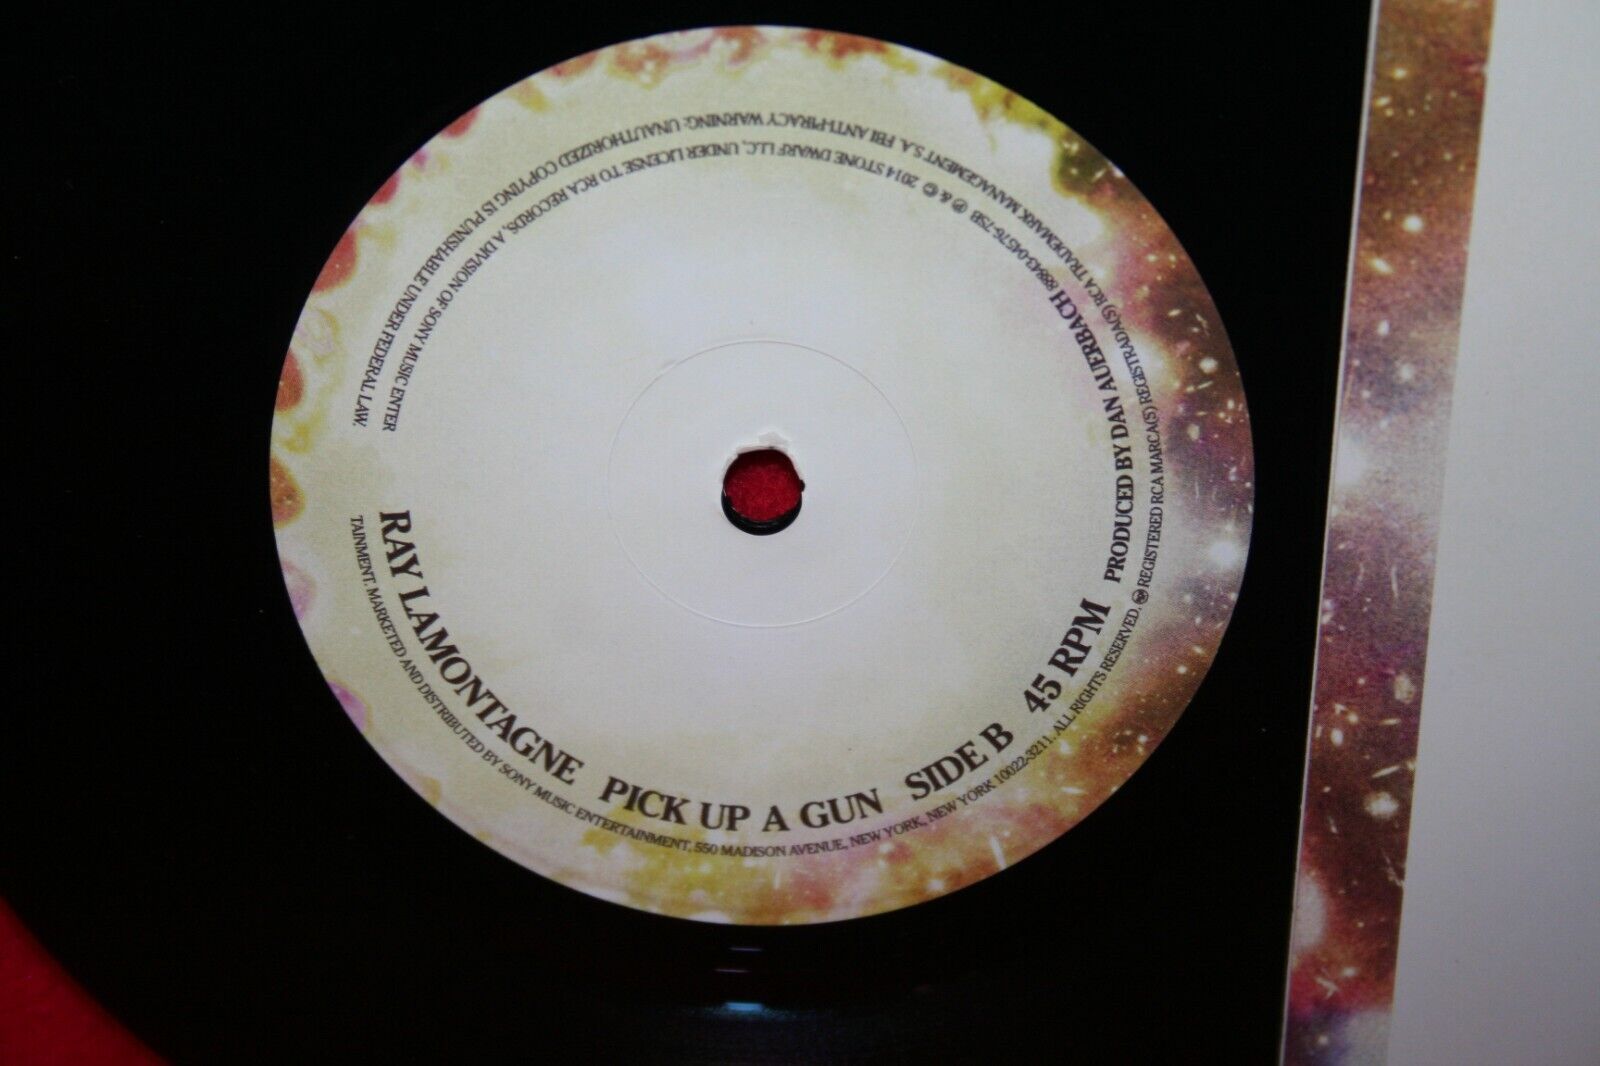 RAY LAMONTAGNE PICK UP A GUN SIDE B 45 RPM PRODUCED BY DAN AUERBACH 88843-04576-7SB ℗ & © 2014 STONE DWARF LLC, UNDER LICENSE TO RCA RECORDS, A DIVISION OF SONY MUSIC ENTER
TAINMENT. MARKETED AND DISTRIBUTED BY SONY MUSIC ENTERTAINMENT, 550 MADISON AVENUE, NEW YORK, NEW YORK 10022-3211. ALL RIGHTS RESERVED. REGISTERED RCA MARCA(S) REGISTRADA(S) RCA TRADEMARK MANAGEMENT S.A. FBI ANTI-PIRACY WARNING: UNAUTHORIZED COPYING IS PUNISHABLE UNDER FEDERAL LAW.